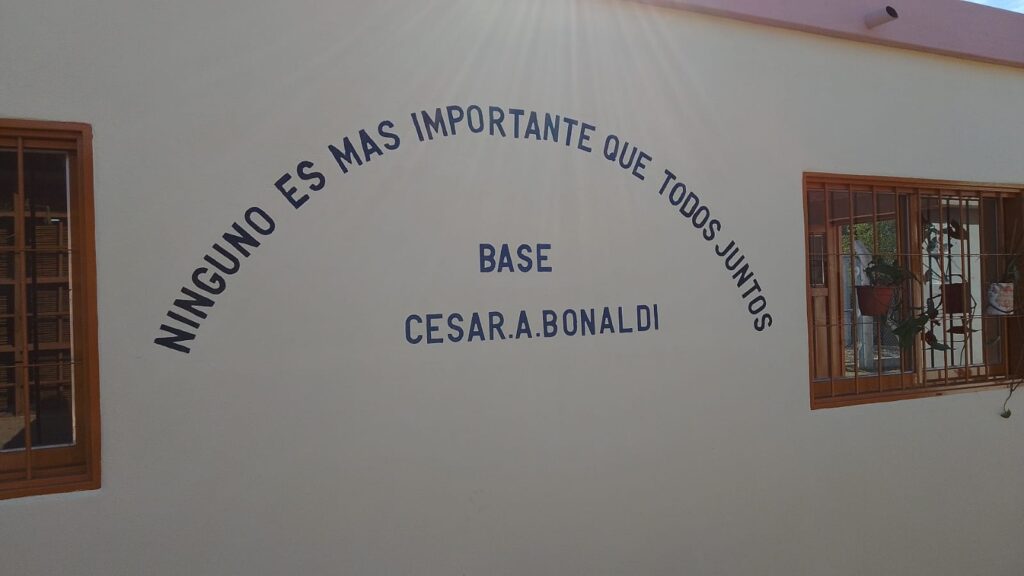 NINGUNO ES MAS IMPORTANTE QUE TODOS JUNTOS
BASE
CESAR.A.BONALDI